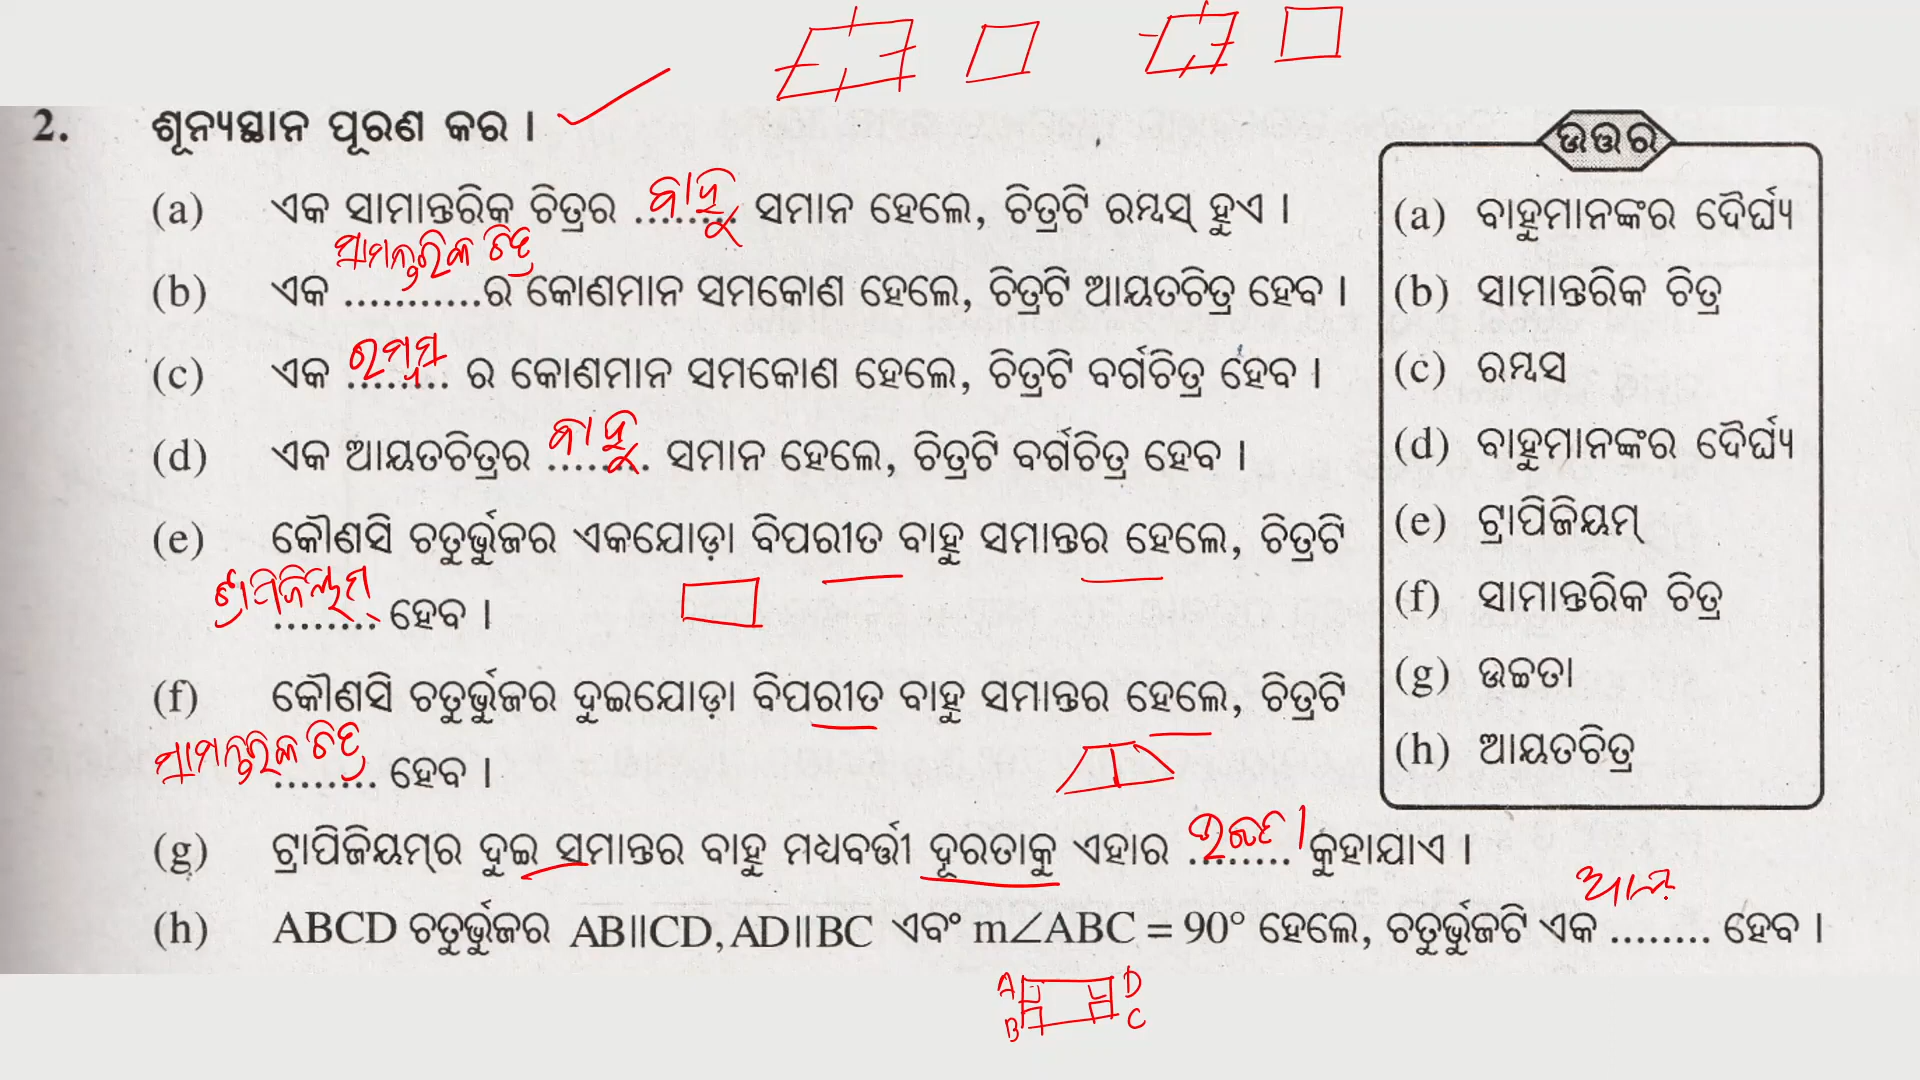 2. ଶୂନ୍ୟସ୍ଥାନ ପୂରଣ କର ।
(a) ଏକ ସାମାନ୍ତରିକ ଚିତ୍ରର ........ ସମାନ ହେଲେ, ଚିତ୍ରଟି ରମ୍ବସ୍ ହୁଏ ।
ବାହୁ
ସାମନ୍ତରିକ ଚିତ୍ର
(b) ଏକ ...........ର କୋଣମାନ ସମକୋଣ ହେଲେ, ଚିତ୍ରଟି ଆୟତଚିତ୍ର ହେବ ।
ରମ୍ବସ
(c) ଏକ ........ ର କୋଣମାନ ସମକୋଣ ହେଲେ, ଚିତ୍ରଟି ବର୍ଗଚିତ୍ର ହେବ ।
ବାହୁ
(d) ଏକ ଆୟତଚିତ୍ରର ........ ସମାନ ହେଲେ, ଚିତ୍ରଟି ବର୍ଗଚିତ୍ର ହେବ ।
(e) କୌଣସି ଚତୁର୍ଭୁଜର ଏକଯୋଡ଼ା ବିପରୀତ ବାହୁ ସମାନ୍ତର ହେଲେ, ଚିତ୍ରଟି
ଟ୍ରାପିଜିୟମ୍
........ ହେବ ।
(f) କୌଣସି ଚତୁର୍ଭୁଜର ଦୁଇଯୋଡ଼ା ବିପରୀତ ବାହୁ ସମାନ୍ତର ହେଲେ, ଚିତ୍ରଟି
ସାମନ୍ତରିକ ଚିତ୍ର
........ ହେବ ।
(g) ଟ୍ରାପିଜିୟମ୍‌ର ଦୁଇ ସମାନ୍ତର ବାହୁ ମଧ୍ୟବର୍ତ୍ତୀ ଦୂରତାକୁ ଏହାର ........ କୁହାଯାଏ ।
ଉଚ୍ଚତା
(h) ABCD ଚତୁର୍ଭୁଜର AB||CD, AD||BC ଏବଂ m∠ABC = 90° ହେଲେ, ଚତୁର୍ଭୁଜଟି ଏକ ........ ହେବ ।
A D
B C
ଉତ୍ତର
(a) ବାହୁମାନଙ୍କର ଦୈର୍ଘ୍ୟ
(b) ସାମାନ୍ତରିକ ଚିତ୍ର
(c) ରମ୍ବସ
(d) ବାହୁମାନଙ୍କର ଦୈର୍ଘ୍ୟ
(e) ଟ୍ରାପିଜିୟମ୍
(f) ସାମାନ୍ତରିକ ଚିତ୍ର
(g) ଉଚ୍ଚତା
(h) ଆୟତଚିତ୍ର